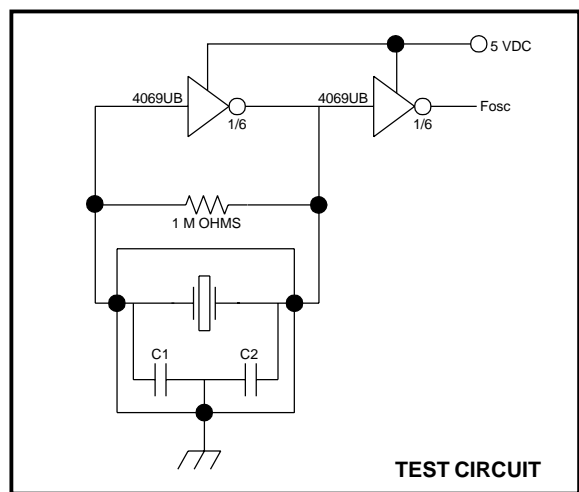 5 VDC
4069UB
4069UB
Fosc
1/6
1/6
1 M OHMS
C1
C2
TEST CIRCUIT